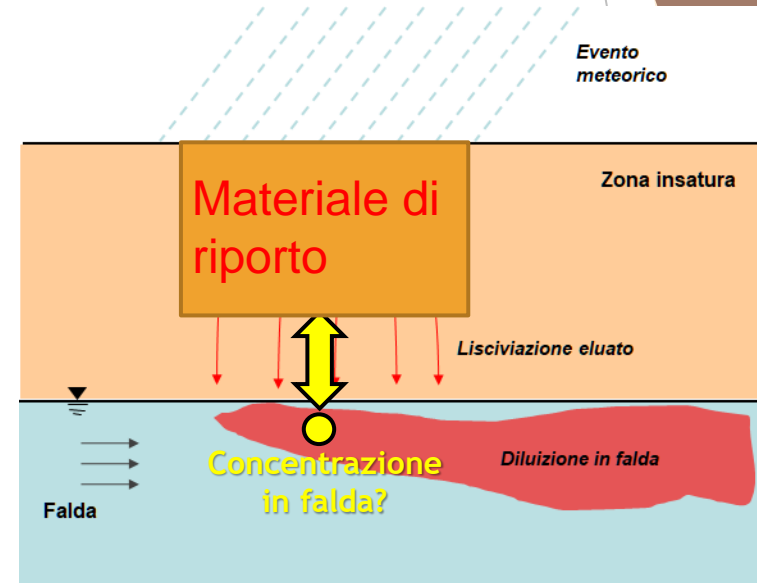 Evento
meteorico
Zona insatura
Materiale di
riporto
Lisciviazione eluato
Concentrazione
in falda?
Diluizione in falda
Falda